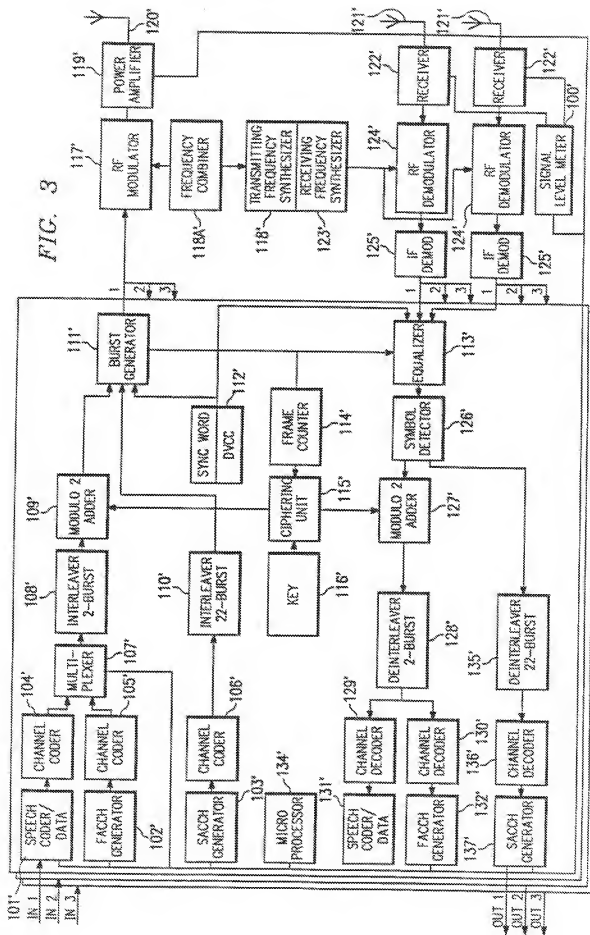 FIG. 3
101'
IN 1
IN 2
IN 3
SPEECH
CODER/
DATA
104'
CHANNEL
CODER
FACCH
GENERATOR
102'
CHANNEL
CODER
105'
MULTI-
PLEXER
107'
108'
INTERLEAVER
2-BURST
109'
MODULO 2
ADDER
BURST
GENERATOR
111'
1
2
3
117'
RF
MODULATOR
119'
POWER
AMPLIFIER
120'
FREQUENCY
COMBINER
118A'
TRANSMITTING
FREQUENCY
SYNTHESIZER
118'
RECEIVING
FREQUENCY
SYNTHESIZER
123'
SACCH
GENERATOR
103'
CHANNEL
CODER
106'
110'
INTERLEAVER
22-BURST
SYNC WORD
DVCC
112'
FRAME
COUNTER
114'
CIPHERING
UNIT
115'
KEY
116'
MICRO
PROCESSOR
134'
121'
121'
RECEIVER
122'
RECEIVER
122'
SIGNAL
LEVEL METER
100'
124'
RF
DEMODULATOR
RF
DEMODULATOR
124'
125'
IF
DEMOD
IF
DEMOD
125'
1
2
3
1
2
3
EQUALIZER
113'
SYMBOL
DETECTOR
126'
MODULO 2
ADDER
127'
DEINTERLEAVER
2-BURST
128'
DEINTERLEAVER
22-BURST
135'
129'
CHANNEL
DECODER
CHANNEL
DECODER
130'
131'
SPEECH
CODER/
DATA
FACCH
GENERATOR
132'
CHANNEL
DECODER
136'
SACCH
GENERATOR
137'
OUT 1
OUT 2
OUT 3